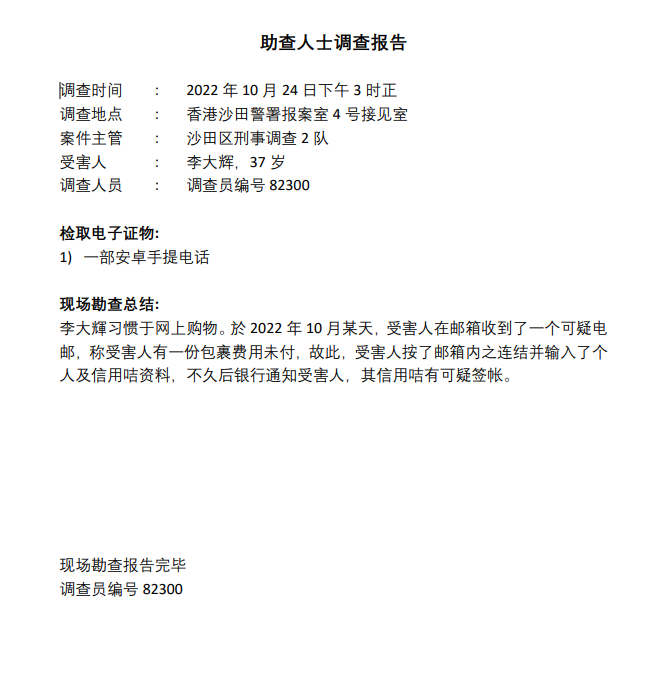 助查人士调查报告
调查时间 : 2022 年 10 月 24 日下午 3 时正
调查地点 : 香港沙田警署报案室 4 号接见室
案件主管 : 沙田区刑事调查 2 队
受害人 : 李大辉，37 岁
调查人员 : 调查员编号 82300
检取电子证物:
1) 一部安卓手提电话
现场勘查总结:
李大輝习惯于网上购物。於 2022 年 10 月某天，受害人在邮箱收到了一个可疑电
邮，称受害人有一份包裹费用未付，故此，受害人按了邮箱内之连结并输入了个
人及信用咭资料，不久后银行通知受害人，其信用咭有可疑签帐。
现场勘查报告完毕
调查员编号 82300